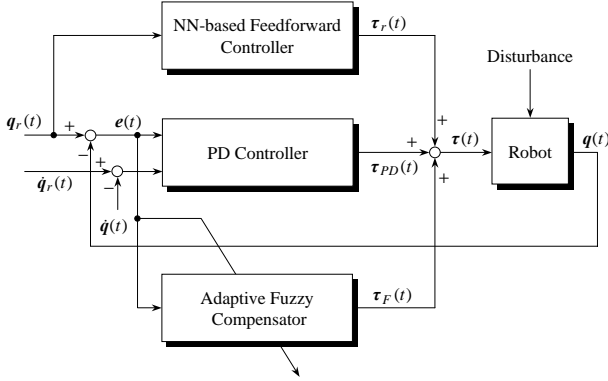 NN-based Feedforward
Controller
τ_r(t)
Disturbance
q_r(t)
+
e(t)
+
−
PD Controller
+
τ(t)
Robot
q(t)
+
τ_PD(t)
+
q̇_r(t)
−
q̇(t)
Adaptive Fuzzy
Compensator
τ_F(t)